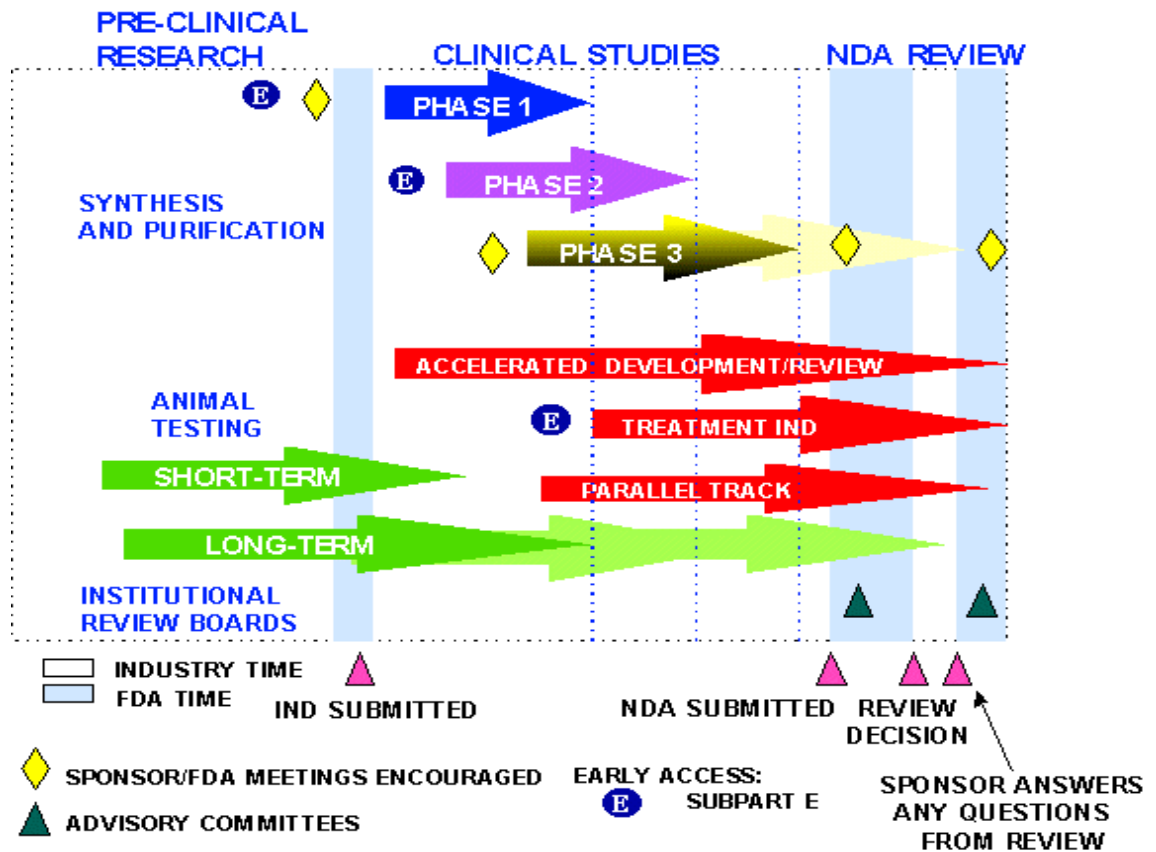 PRE-CLINICAL
RESEARCH
CLINICAL STUDIES
NDA REVIEW
E
PHASE 1
E
PHASE 2
SYNTHESIS
AND PURIFICATION
PHASE 3
ACCELERATED DEVELOPMENT/REVIEW
ANIMAL
TESTING
E
TREATMENT IND
SHORT-TERM
PARALLEL TRACK
LONG-TERM
INSTITUTIONAL
REVIEW BOARDS
INDUSTRY TIME
FDA TIME
IND SUBMITTED
NDA SUBMITTED
REVIEW
DECISION
SPONSOR/FDA MEETINGS ENCOURAGED
ADVISORY COMMITTEES
EARLY ACCESS:
E SUBPART E
SPONSOR ANSWERS
ANY QUESTIONS
FROM REVIEW